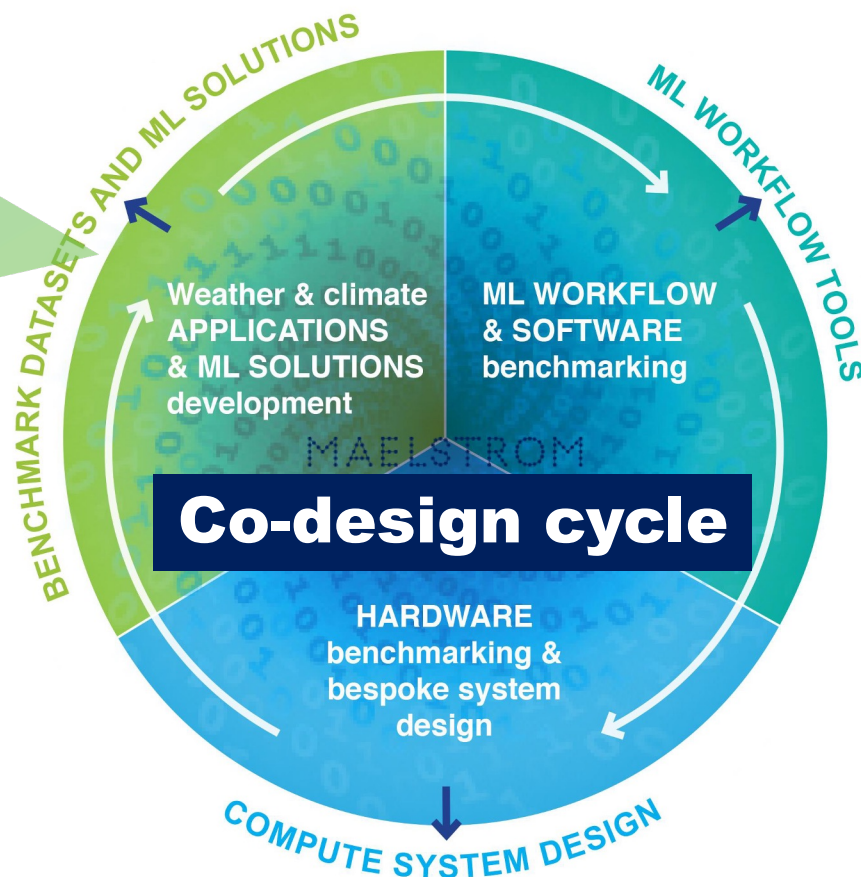 BENCHMARK DATASETS AND ML SOLUTIONS
ML WORKFLOW TOOLS
Weather & climate
APPLICATIONS
& ML SOLUTIONS
development
ML WORKFLOW
& SOFTWARE
benchmarking
MAELSTROM
Co-design cycle
HARDWARE
benchmarking &
bespoke system
design
COMPUTE SYSTEM DESIGN